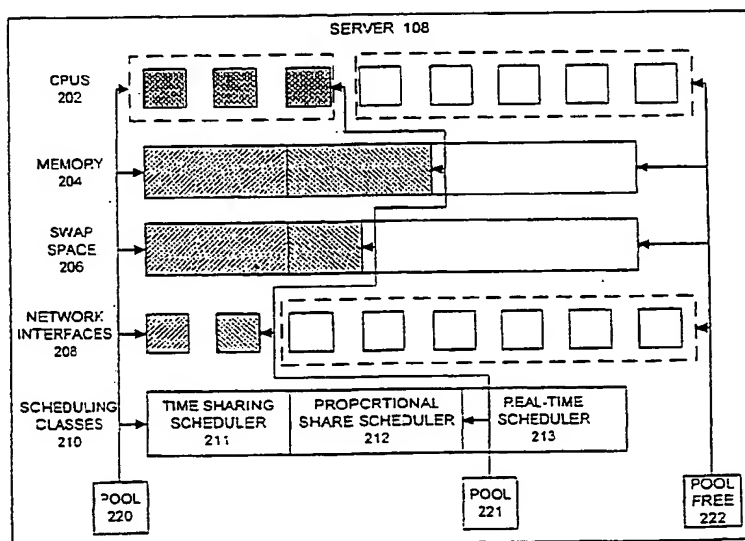 SERVER 108
CPUS
202
MEMORY
204
SWAP
SPACE
206
NETWORK
INTERFACES
208
SCHEDULING
CLASSES
210
TIME SHARING
SCHEDULER
211
PROPORTIONAL
SHARE SCHEDULER
212
REAL-TIME
SCHEDULER
213
POOL
220
POOL
221
POOL
FREE
222